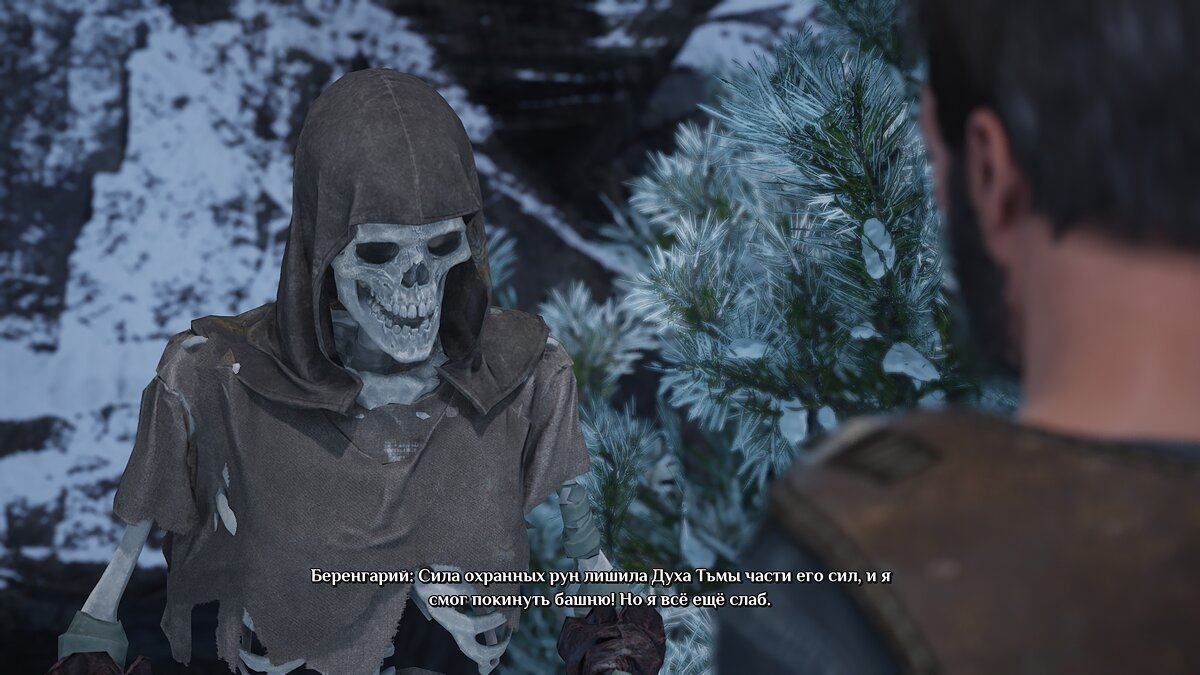 Беренгарий: Сила охранных рун лишила Духа Тьмы части его сил, и я
смог покинуть башню! Но я всё ещё слаб.